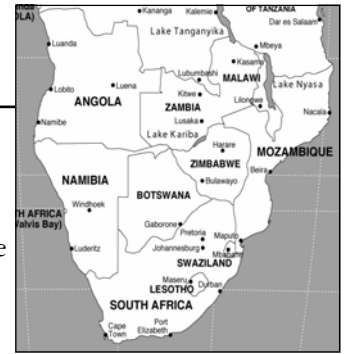 Kananga
Kalemie
OF TANZANIA
Dar es Salaam
OLA)
Lake Tanganyika
Luanda
Mbeya
Kasama
Lubumbashi
MALAWI
Lake Nyasa
Lobito
Luena
Kitwe
ANGOLA
ZAMBIA
Lilongwe
Nacala
Lusaka
Namibe
Lake Kariba
Harare
MOZAMBIQUE
ZIMBABWE
Beira
NAMIBIA
Bulawayo
BOTSWANA
Windhoek
TH AFRICA
Walvis Bay)
Gaborone
Pretoria
Maputo
Johannesburg
Mbabane
Luderitz
SWAZILAND
Maseru
Durban
LESOTHO
SOUTH AFRICA
Cape
Town
Port
Elizabeth
e